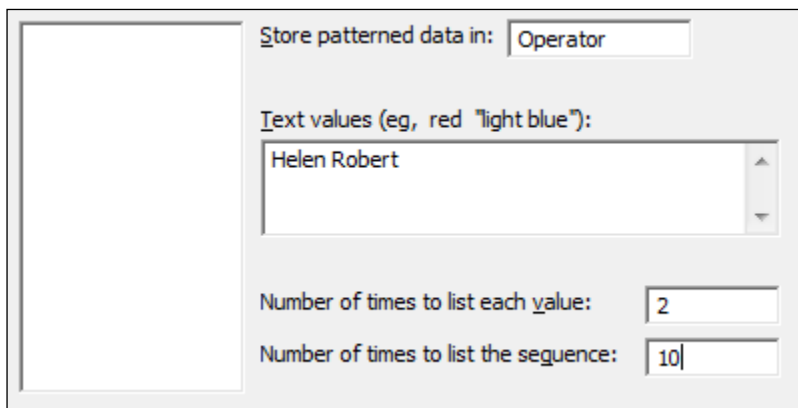 Store patterned data in: Operator
Text values (eg, red "light blue"):
Helen Robert
Number of times to list each value: 2
Number of times to list the sequence: 10